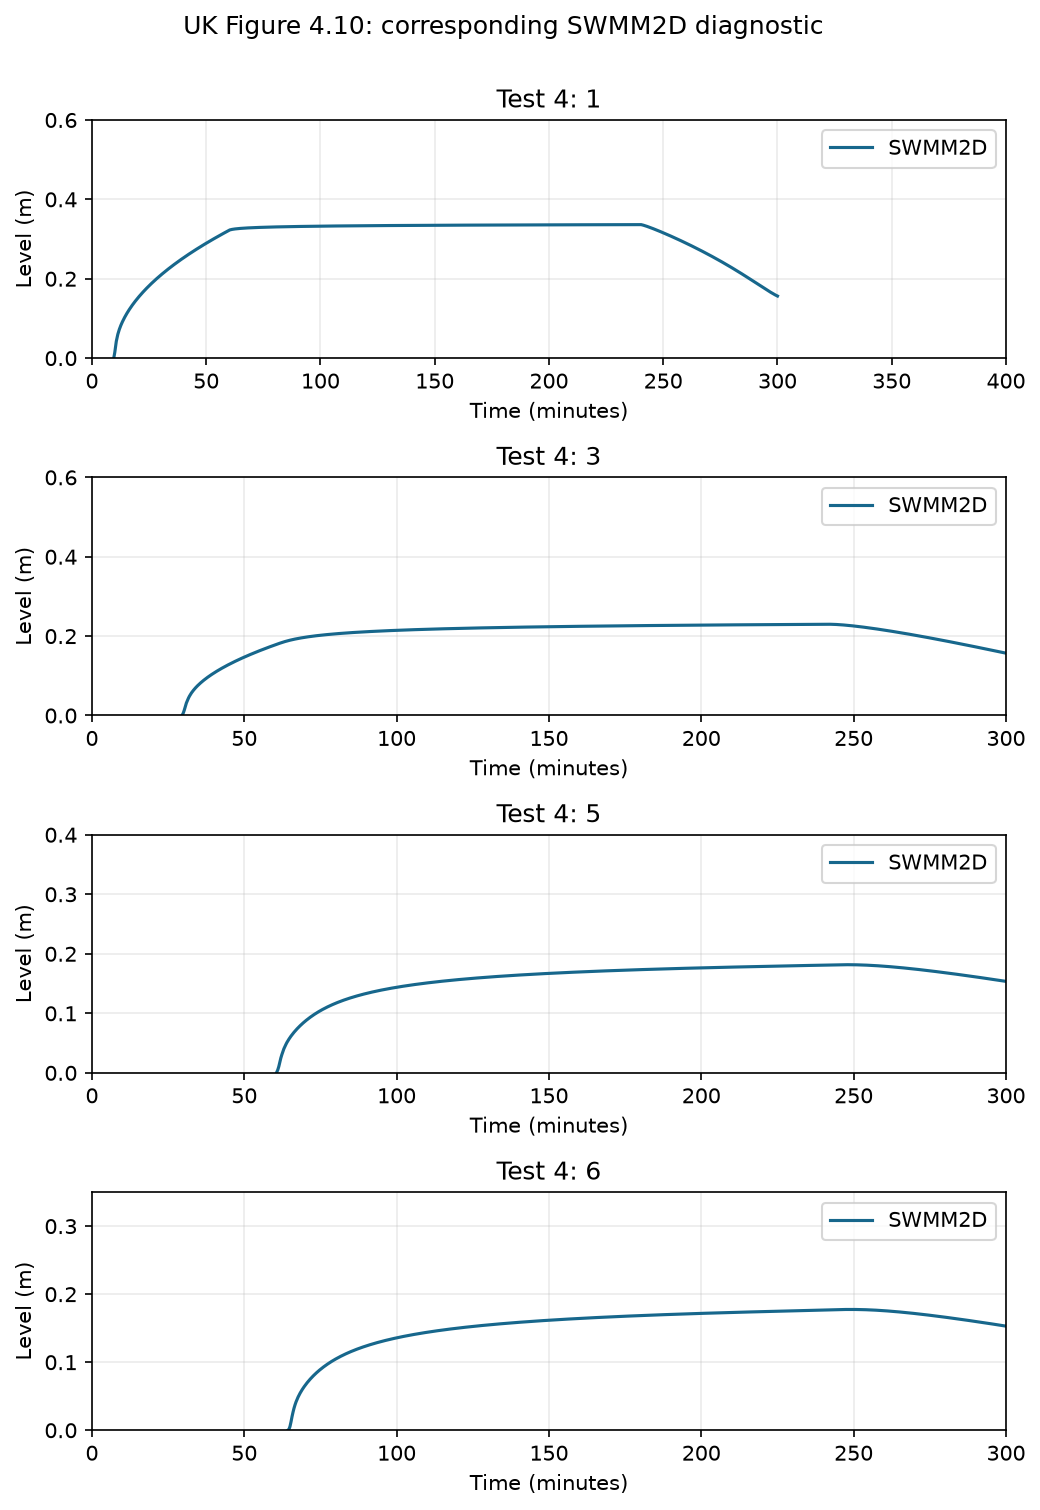 UK Figure 4.10: corresponding SWMM2D diagnostic
Test 4: 1
0.6
0.4
0.2
0.0
Level (m)
SWMM2D
0 50 100 150 200 250 300 350 400
Time (minutes)
Test 4: 3
0.6
0.4
0.2
0.0
Level (m)
SWMM2D
0 50 100 150 200 250 300
Time (minutes)
Test 4: 5
0.4
0.3
0.2
0.1
0.0
Level (m)
SWMM2D
0 50 100 150 200 250 300
Time (minutes)
Test 4: 6
0.3
0.2
0.1
0.0
Level (m)
SWMM2D
0 50 100 150 200 250 300
Time (minutes)